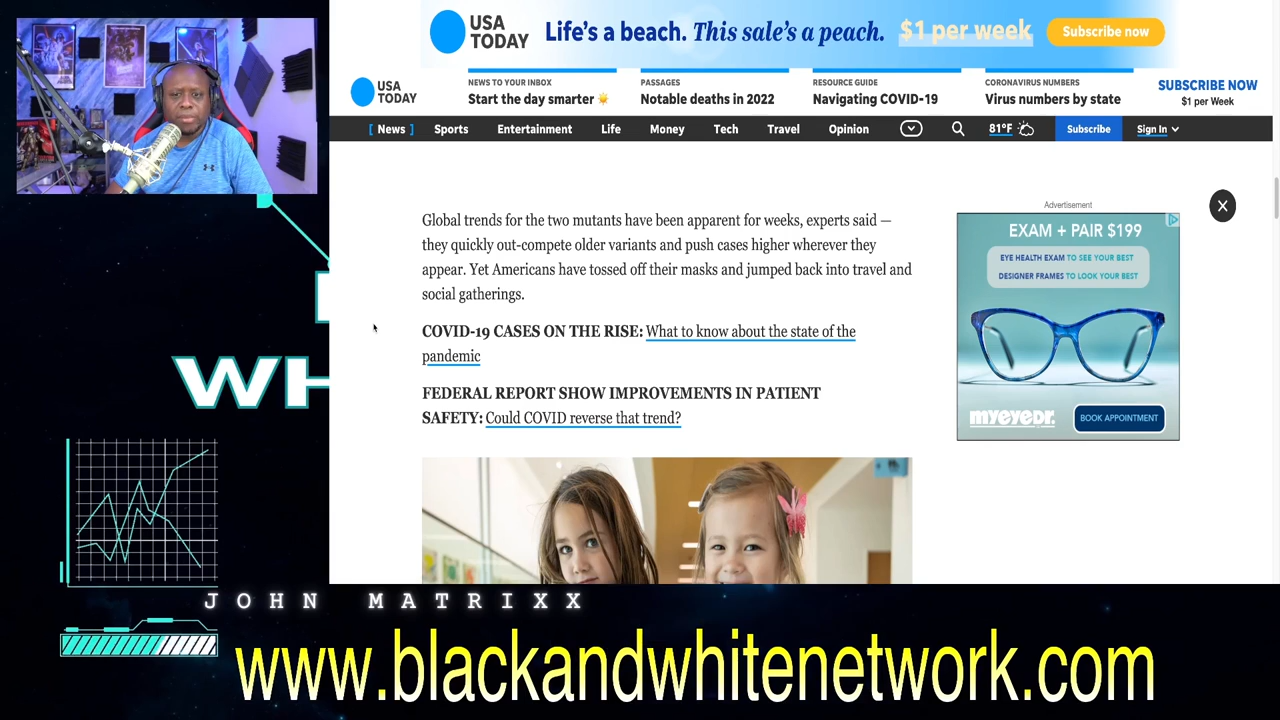 USA
TODAY
Life's a beach. This sale's a peach. $1 per week
Subscribe now
USA
TODAY
NEWS TO YOUR INBOX
Start the day smarter
PASSAGES
Notable deaths in 2022
RESOURCE GUIDE
Navigating COVID-19
CORONAVIRUS NUMBERS
Virus numbers by state
SUBSCRIBE NOW
$1 per Week
[ News ] Sports Entertainment Life Money Tech Travel Opinion 81°F Subscribe Sign In
Global trends for the two mutants have been apparent for weeks, experts said —
they quickly out-compete older variants and push cases higher wherever they
appear. Yet Americans have tossed off their masks and jumped back into travel and
social gatherings.
COVID-19 CASES ON THE RISE: What to know about the state of the
pandemic
FEDERAL REPORT SHOW IMPROVEMENTS IN PATIENT
SAFETY: Could COVID reverse that trend?
Advertisement
EXAM + PAIR $199
EYE HEALTH EXAM TO SEE YOUR BEST
DESIGNER FRAMES TO LOOK YOUR BEST
myeyedr.
BOOK APPOINTMENT
WH
JOHN MATRIXX
www.blackandwhitenetwork.com